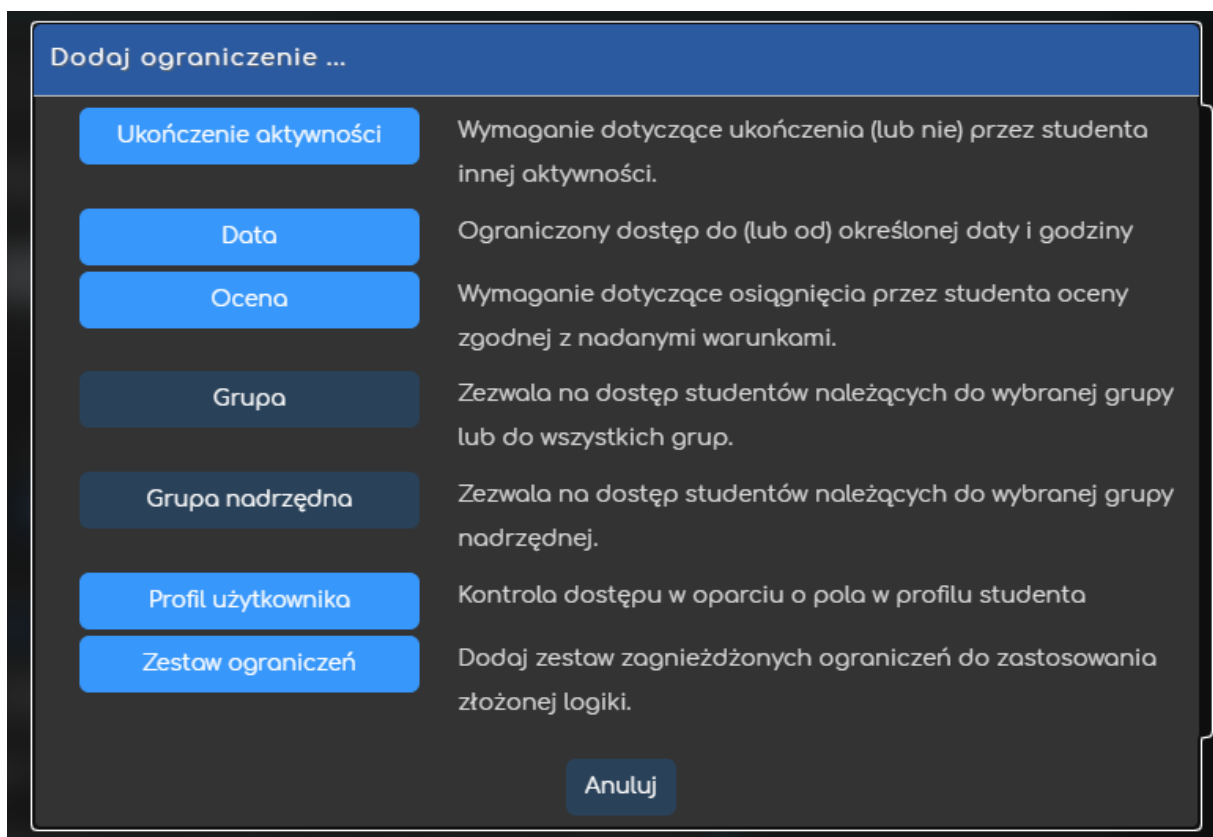 Dodaj ograniczenie ...
Ukończenie aktywności
Wymaganie dotyczące ukończenia (lub nie) przez studenta
innej aktywności.
Data
Ograniczony dostęp do (lub od) określonej daty i godziny
Ocena
Wymaganie dotyczące osiągnięcia przez studenta oceny
zgodnej z nadanymi warunkami.
Grupa
Zezwala na dostęp studentów należących do wybranej grupy
lub do wszystkich grup.
Grupa nadrzędna
Zezwala na dostęp studentów należących do wybranej grupy
nadrzędnej.
Profil użytkownika
Kontrola dostępu w oparciu o pola w profilu studenta
Zestaw ograniczeń
Dodaj zestaw zagnieżdżonych ograniczeń do zastosowania
złożonej logiki.
Anuluj